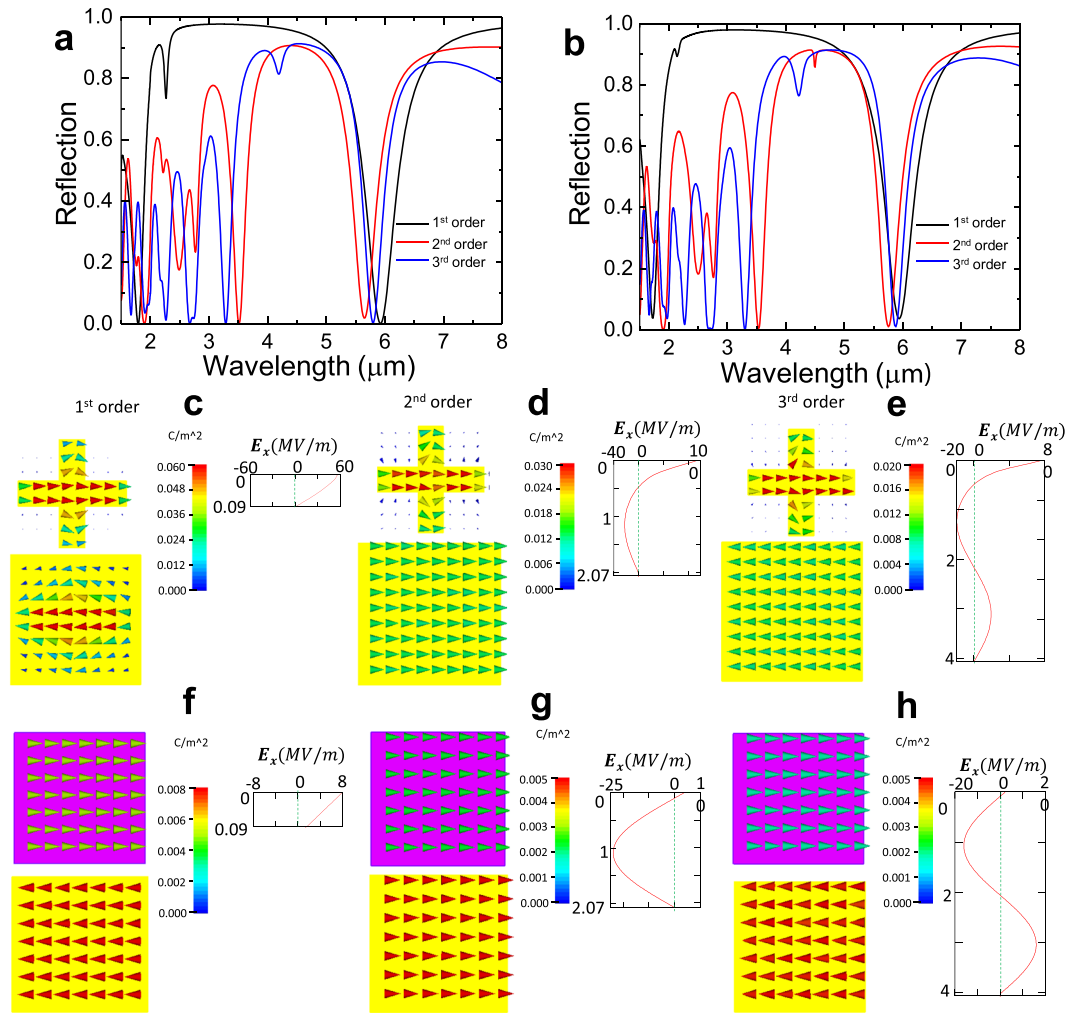 a
1.0
0.8
0.6
0.4
0.2
0.0
Reflection
1st order
2nd order
3rd order
2 3 4 5 6 7 8
Wavelength (μm)
b
1.0
0.8
0.6
0.4
0.2
0.0
Reflection
1st order
2nd order
3rd order
2 3 4 5 6 7 8
Wavelength (μm)
1st order
c
C/m^2
0.060
0.048
0.036
0.024
0.012
0.000
Ex(MV/m)
-60 0 60
0
0.09
2nd order
d
C/m^2
0.030
0.024
0.018
0.012
0.006
0.000
Ex(MV/m)
-40 0 10
0
1
2.07
3rd order
e
C/m^2
0.020
0.016
0.012
0.008
0.004
0.000
Ex(MV/m)
-20 0 8
0
2
4
f
C/m^2
0.008
0.006
0.004
0.002
0.000
Ex(MV/m)
-8 0 8
0
0.09
g
C/m^2
0.005
0.004
0.003
0.002
0.001
0.000
Ex(MV/m)
-25 0 1
0 0
1
2.07
h
C/m^2
0.005
0.004
0.003
0.002
0.001
0.000
Ex(MV/m)
-20 0 2
0 0
2
4